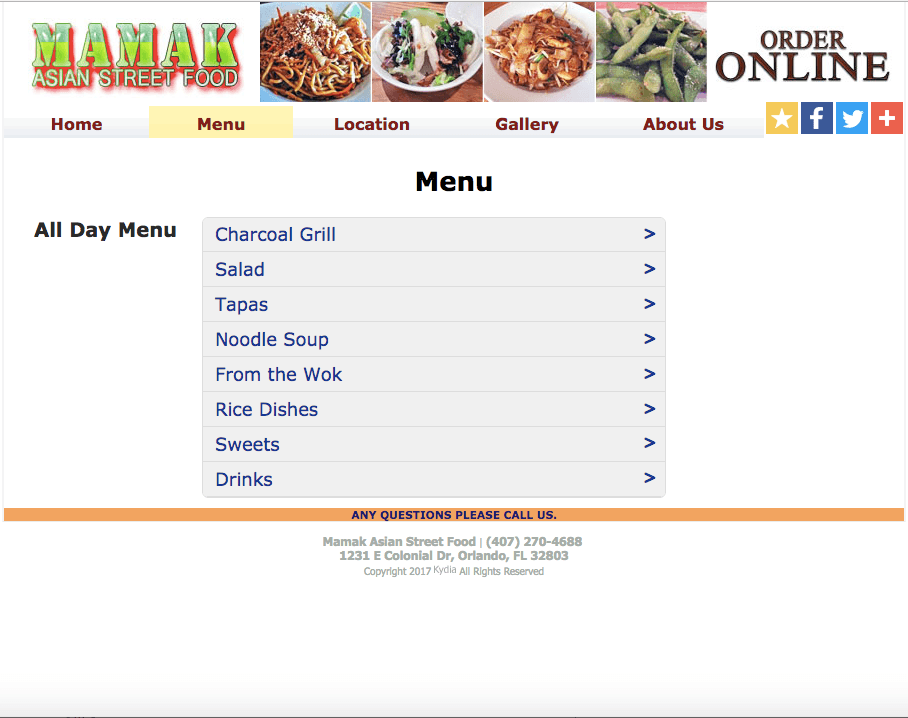 MAMAK
ASIAN STREET FOOD
ORDER
ONLINE
Home Menu Location Gallery About Us
Menu
All Day Menu
Charcoal Grill >
Salad >
Tapas >
Noodle Soup >
From the Wok >
Rice Dishes >
Sweets >
Drinks >
ANY QUESTIONS PLEASE CALL US.
Mamak Asian Street Food | (407) 270-4688
1231 E Colonial Dr, Orlando, FL 32803
Copyright 2017 Kydia All Rights Reserved